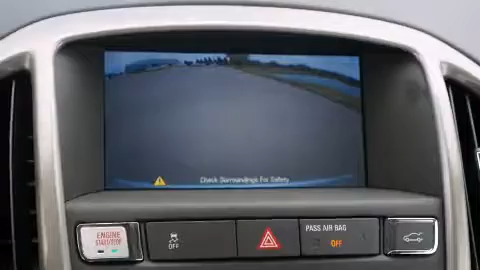 Check Surroundings For Safety
ENGINE
START/STOP
OFF
PASS AIR BAG
OFF